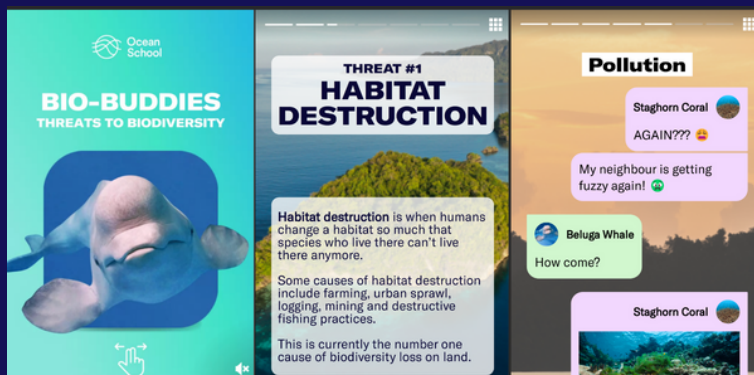 Ocean
School
BIO-BUDDIES
THREATS TO BIODIVERSITY
THREAT #1
HABITAT
DESTRUCTION
Habitat destruction is when humans
change a habitat so much that
species who live there can't live
there anymore.
Some causes of habitat destruction
include farming, urban sprawl,
logging, mining and destructive
fishing practices.
This is currently the number one
cause of biodiversity loss on land.
Pollution
Staghorn Coral
AGAIN??? 😩
My neighbour is getting
fuzzy again! 🤢
Beluga Whale
How come?
Staghorn Coral